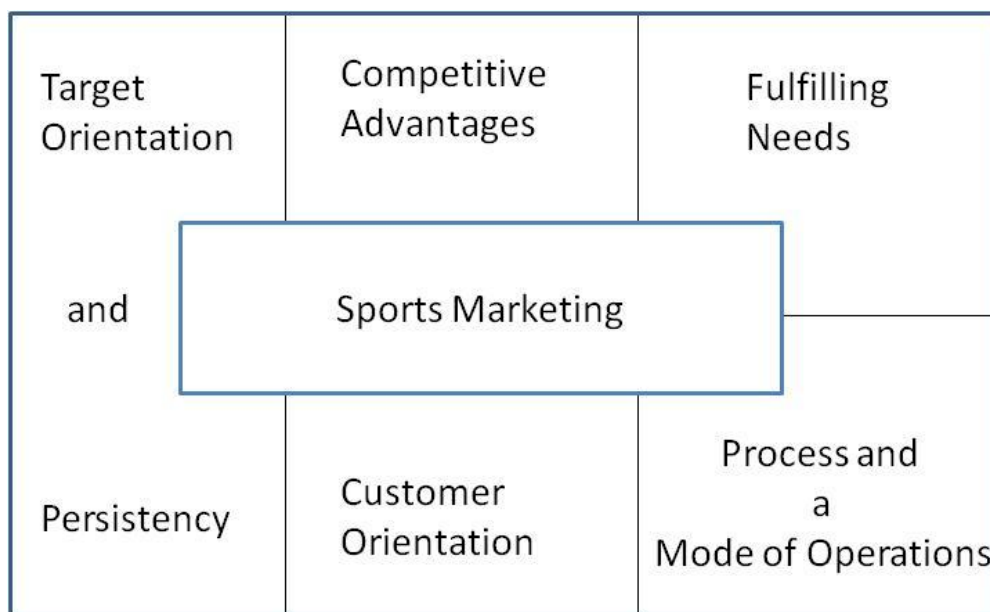 Target
Orientation
and
Persistency
Competitive
Advantages
Fulfilling
Needs
Sports Marketing
Customer
Orientation
Process and
a
Mode of Operations